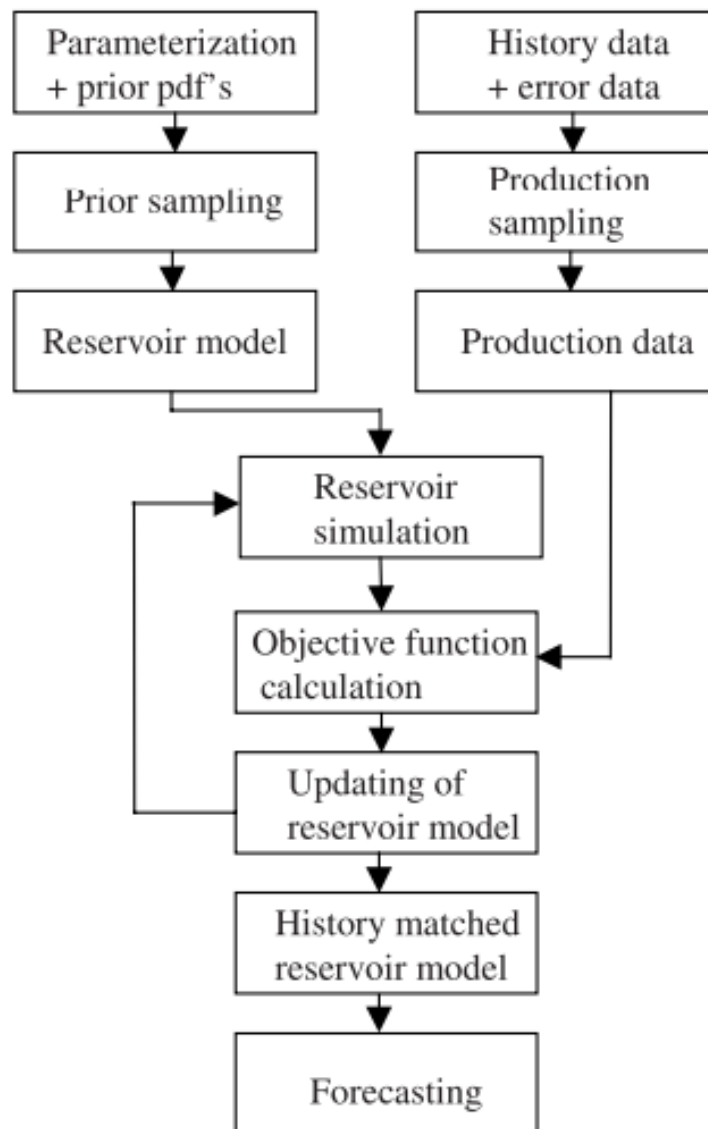 Parameterization
+ prior pdf's
History data
+ error data
Prior sampling
Production
sampling
Reservoir model
Production data
Reservoir
simulation
Objective function
calculation
Updating of
reservoir model
History matched
reservoir model
Forecasting